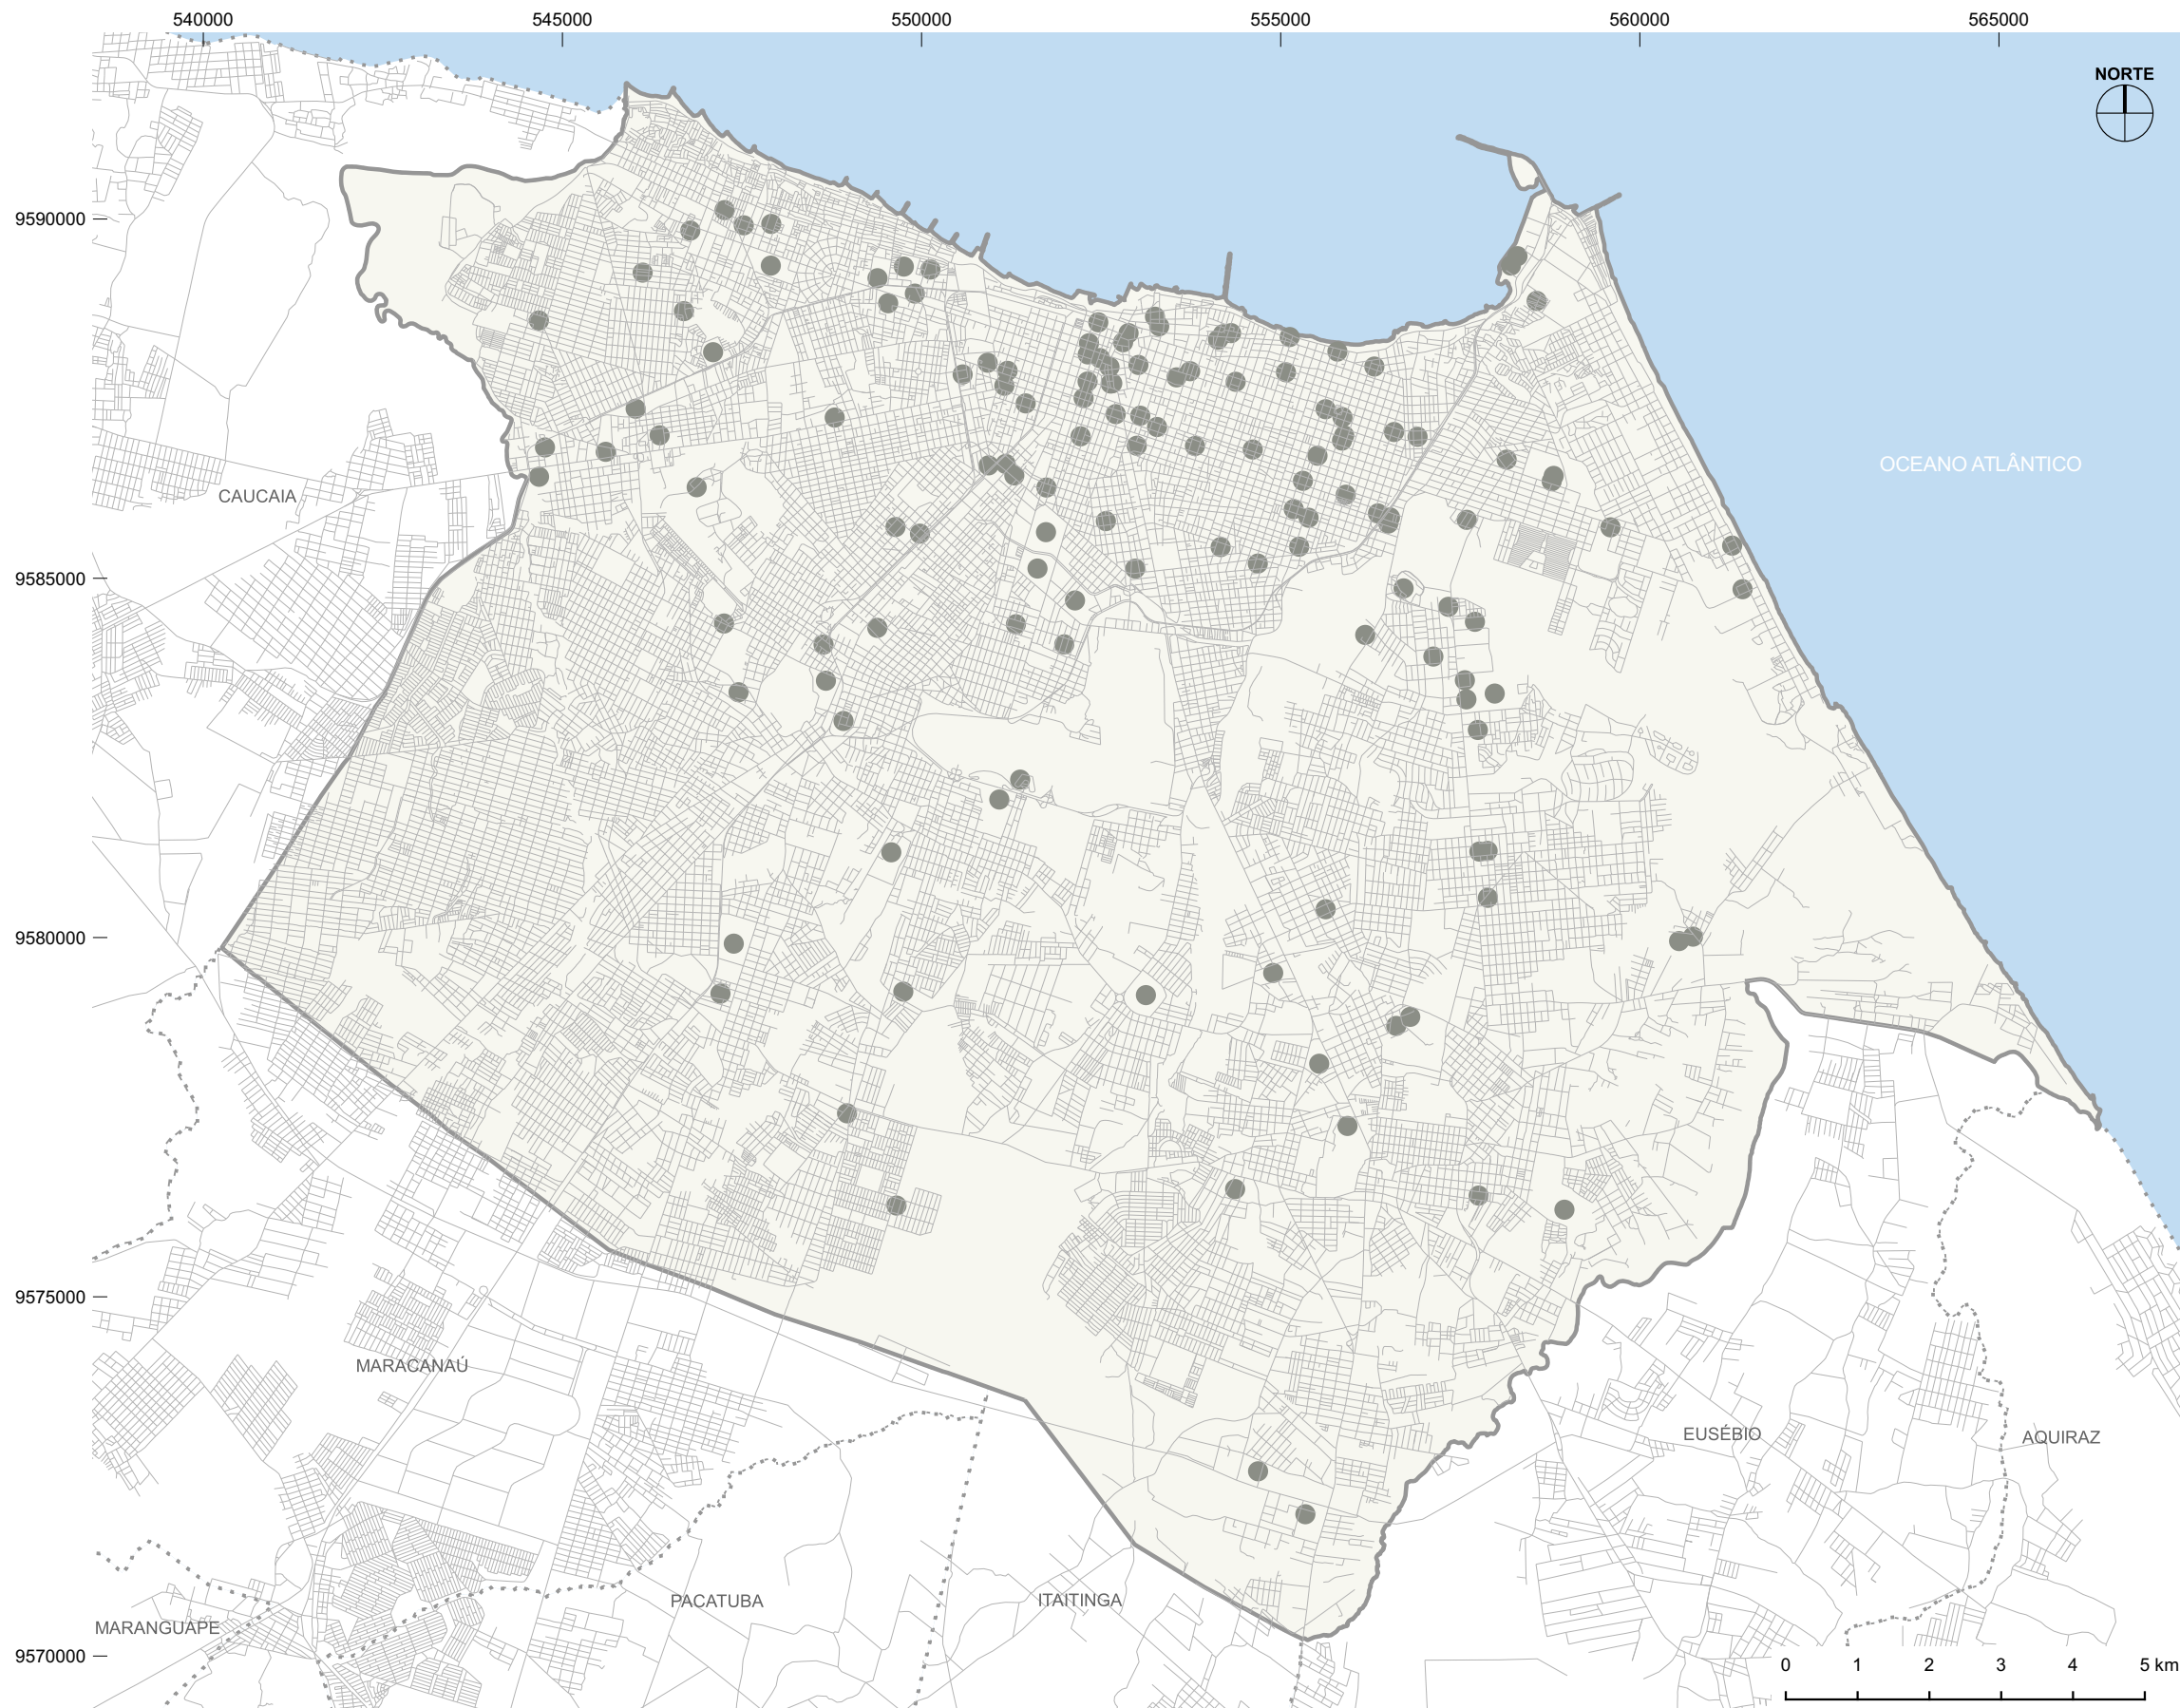 540000 545000 550000 555000 560000 565000
NORTE
9590000
OCEANO ATLÂNTICO
CAUCAIA
9585000
9580000
9575000
MARACANAÚ
EUSÉBIO
AQUIRAZ
PACATUBA
ITAITINGA
MARANGUAPE
9570000
0 1 2 3 4 5 km